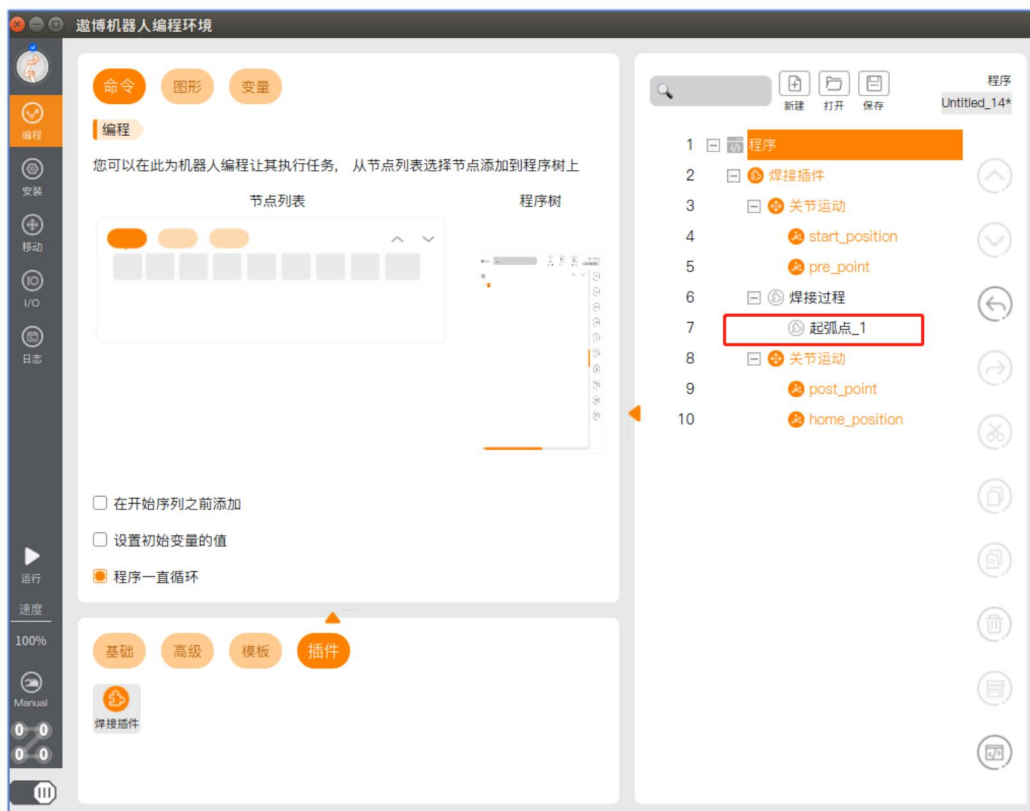 遨博机器人编程环境
编程
安装
移动
I/O
日志
运行
速度
100%
Manual
0 0
0 0
命令 图形 变量
编程
您可以在此为机器人编程让其执行任务, 从节点列表选择节点添加到程序树上
节点列表 程序树
在开始序列之前添加
设置初始变量的值
程序一直循环
基础 高级 模板 插件
焊接插件
新建 打开 保存
程序
Untitled_14*
1 程序
2 焊接插件
3 关节运动
4 start_position
5 pre_point
6 焊接过程
7 起弧点_1
8 关节运动
9 post_point
10 home_position